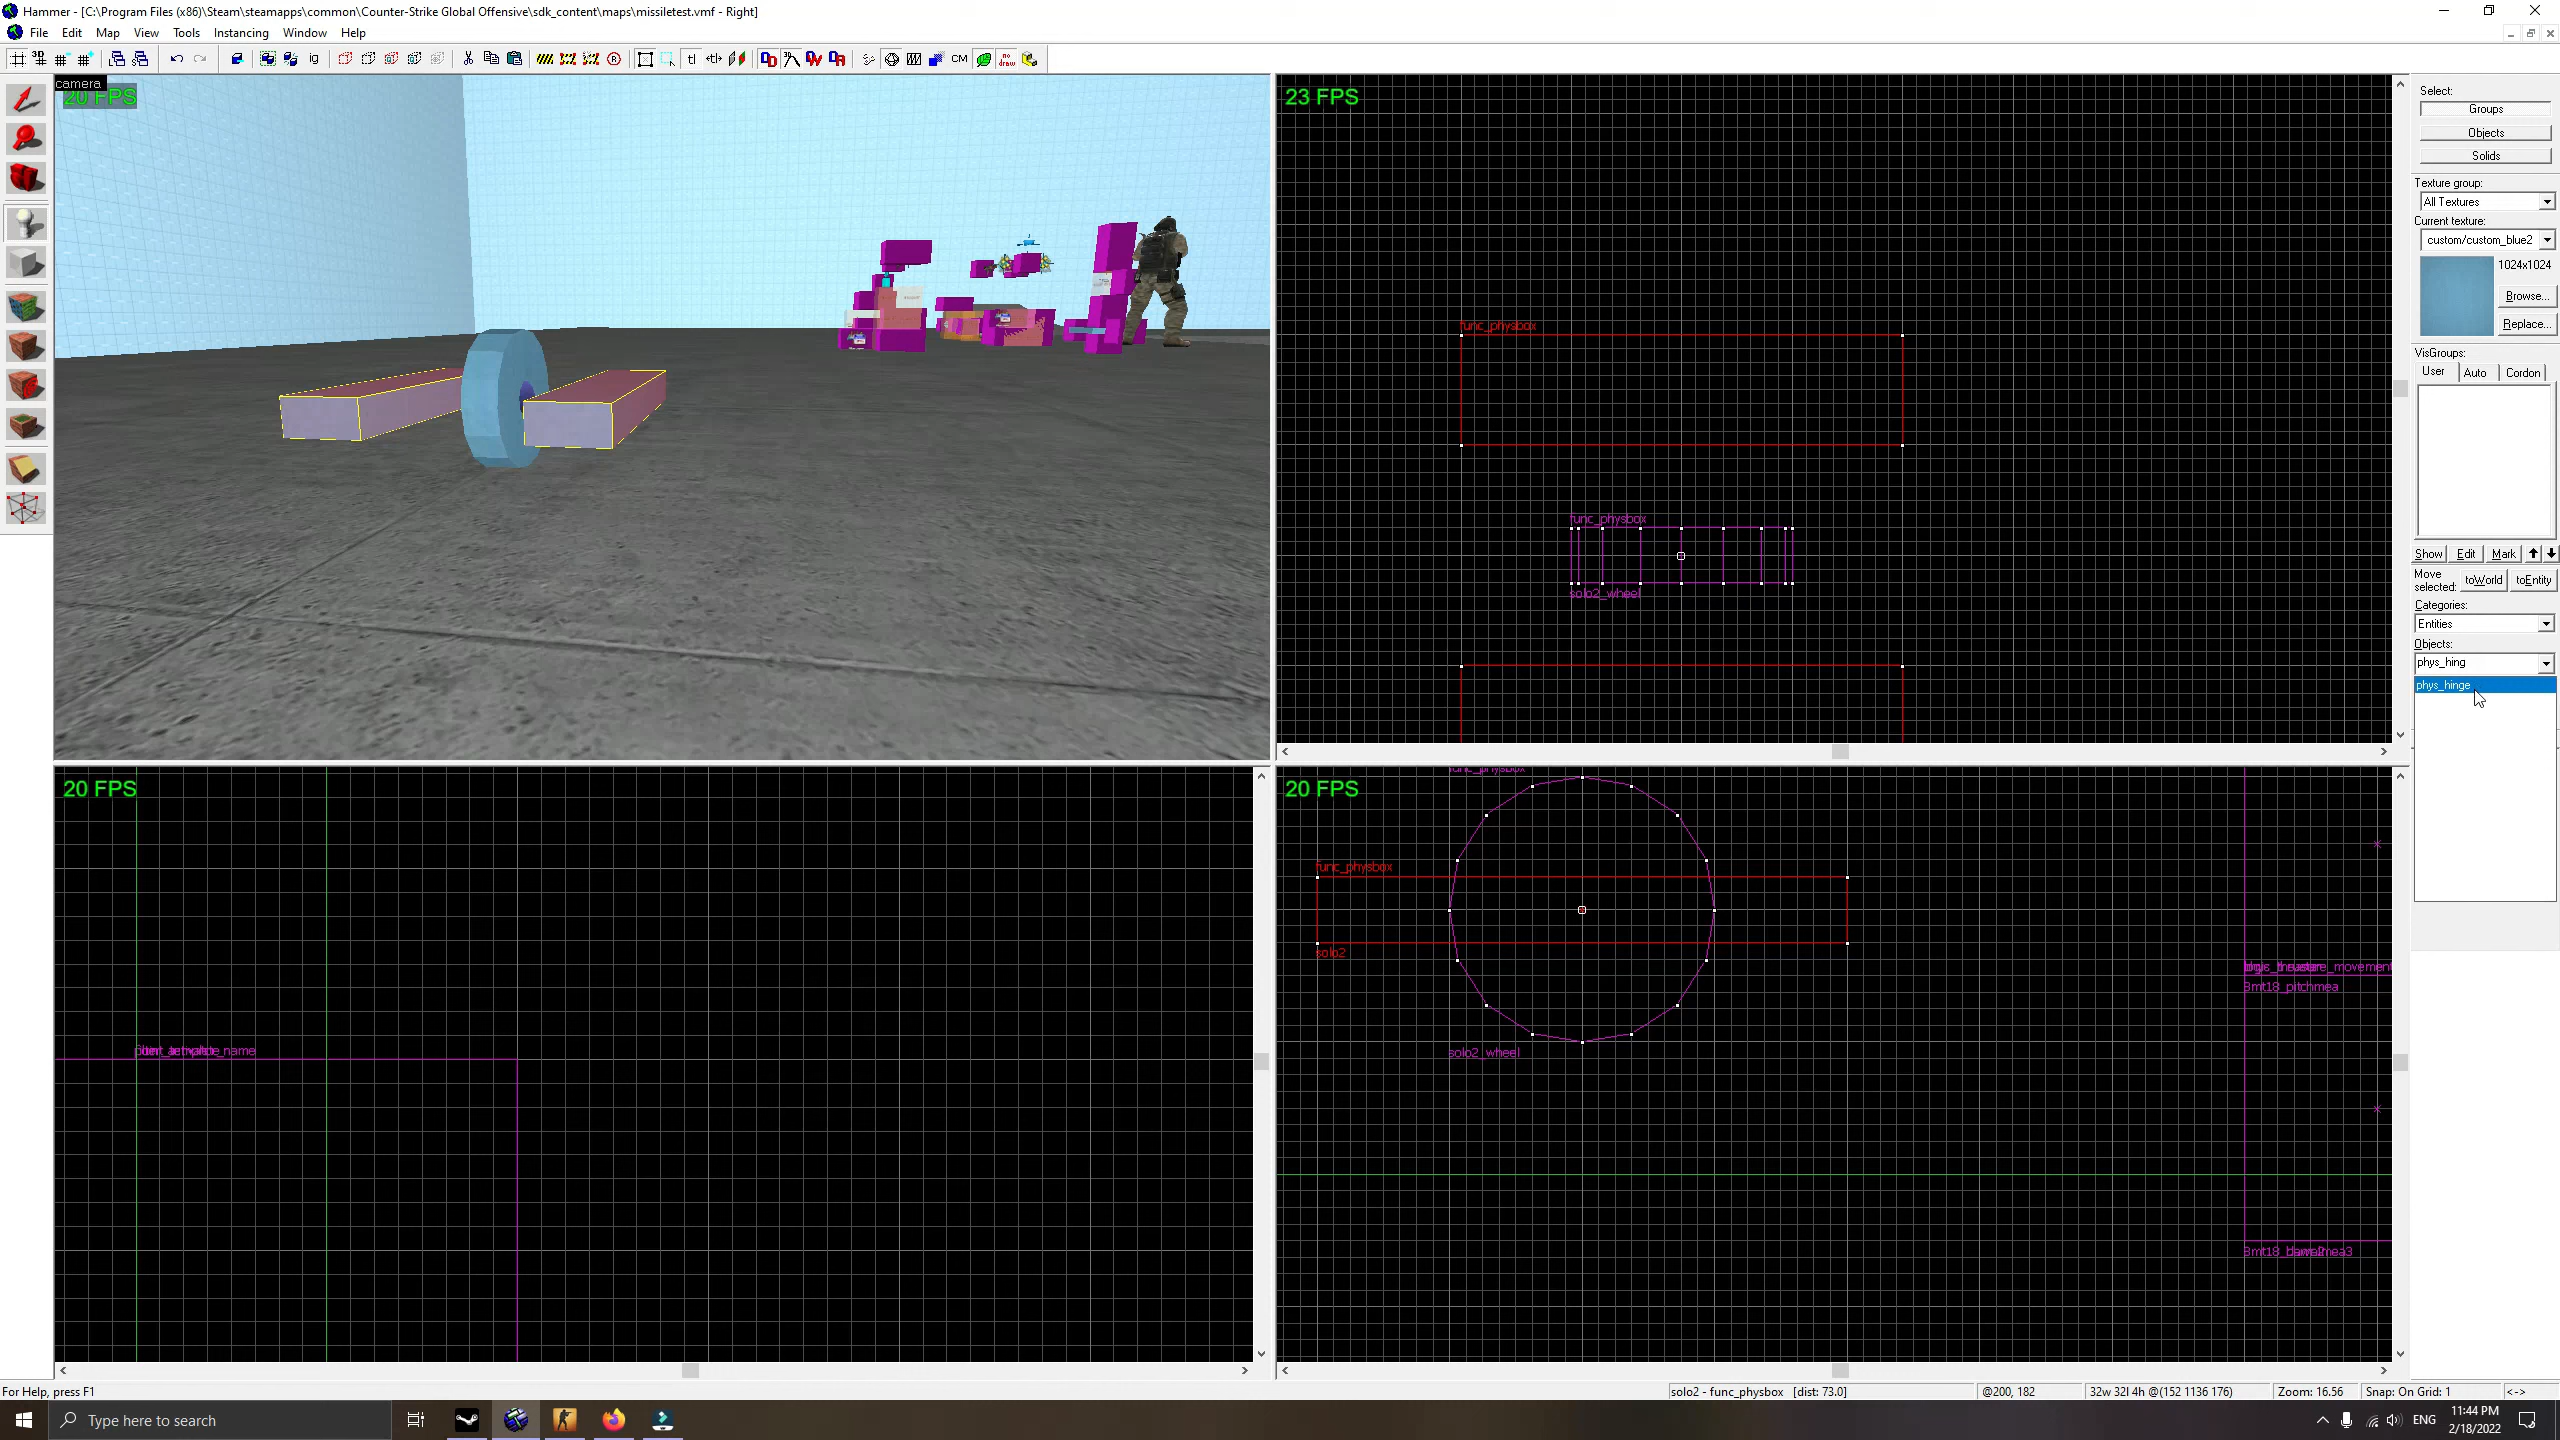 Hammer - [C:\Program Files (x86)\Steam\steamapps\common\Counter-Strike Global Offensive\sdk_content\maps\missiletest.vmf - Right]
File Edit Map View Tools Instancing Window Help
camera
20 FPS
23 FPS
func_physbox
func_physbox
solo2_wheel
20 FPS
20 FPS
func_physbox
func_physbox
solo2
solo2_wheel
3mt18_pitchmea
Select:
Groups
Objects
Solids
Texture group:
All Textures
Current texture:
custom/custom_blue2
1024x1024
Browse...
Replace...
VisGroups:
User Auto Cordon
Show Edit Mark
Move selected: toWorld toEntity
Categories:
Entities
Objects:
phys_hing
phys_hinge
For Help, press F1
solo2 - func_physbox [dist: 73.0]
@200, 182
32w 32l 4h @(152 1136 176)
Zoom: 16.56
Snap: On Grid: 1
<->
Type here to search
ENG
11:44 PM
2/18/2022